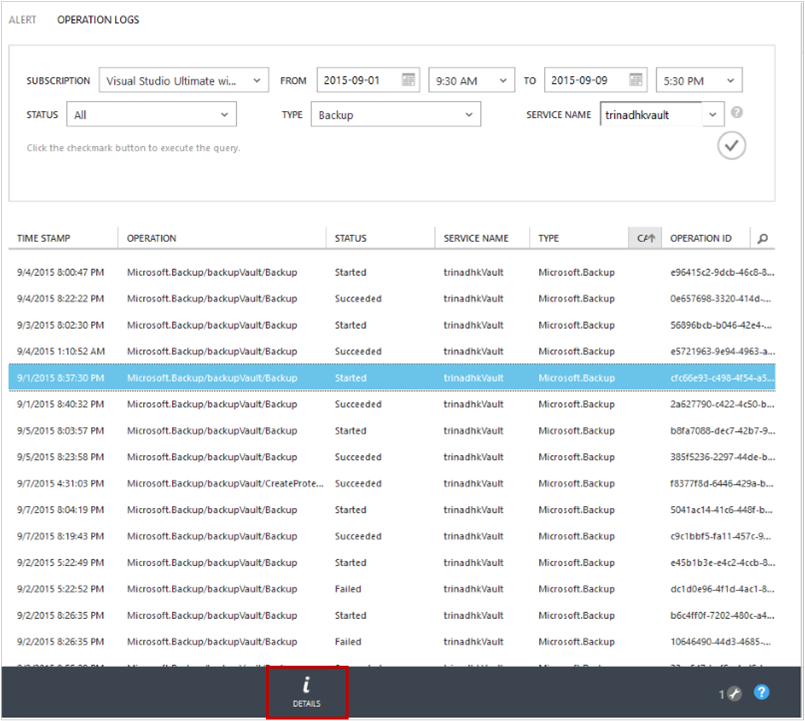 ALERT OPERATION LOGS
SUBSCRIPTION Visual Studio Ultimate wi... FROM 2015-09-01 9:30 AM TO 2015-09-09 5:30 PM
STATUS All TYPE Backup SERVICE NAME trinadhkvault ?
Click the checkmark button to execute the query.
TIME STAMP OPERATION STATUS SERVICE NAME TYPE OPERATION ID
9/4/2015 8:00:47 PM Microsoft.Backup/backupVault/Backup Started trinadhkVault Microsoft.Backup e96415c2-9dcb-46c8-8...
9/4/2015 8:22:22 PM Microsoft.Backup/backupVault/Backup Succeeded trinadhkVault Microsoft.Backup 0e657698-3320-414d-...
9/3/2015 8:02:30 PM Microsoft.Backup/backupVault/Backup Started trinadhkVault Microsoft.Backup 56896bcb-b046-42e4-...
9/4/2015 1:10:52 AM Microsoft.Backup/backupVault/Backup Succeeded trinadhkVault Microsoft.Backup e5721963-9e94-4963-a...
9/1/2015 8:37:30 PM Microsoft.Backup/backupVault/Backup Started trinadhkVault Microsoft.Backup cfc66e93-c498-4f54-a5...
9/1/2015 8:40:32 PM Microsoft.Backup/backupVault/Backup Succeeded trinadhkVault Microsoft.Backup 2a627790-c422-4c50-b...
9/5/2015 8:03:57 PM Microsoft.Backup/backupVault/Backup Started trinadhkVault Microsoft.Backup b8fa7088-dec7-42b7-9...
9/5/2015 8:23:58 PM Microsoft.Backup/backupVault/Backup Succeeded trinadhkVault Microsoft.Backup 385f5236-2297-44de-b...
9/7/2015 4:31:03 PM Microsoft.Backup/backupVault/CreateProte... Succeeded trinadhkVault Microsoft.Backup f8377f8d-6446-429a-b...
9/7/2015 8:04:19 PM Microsoft.Backup/backupVault/Backup Started trinadhkVault Microsoft.Backup 5041ac14-41c6-448f-b...
9/7/2015 8:19:43 PM Microsoft.Backup/backupVault/Backup Succeeded trinadhkVault Microsoft.Backup c9c1bbf5-fa11-457c-9...
9/2/2015 5:22:49 PM Microsoft.Backup/backupVault/Backup Started trinadhkVault Microsoft.Backup e45b1b3e-e4c2-4ccb-8...
9/2/2015 5:22:52 PM Microsoft.Backup/backupVault/Backup Failed trinadhkVault Microsoft.Backup dc1d0e96-4f1d-4ac1-8...
9/2/2015 8:26:35 PM Microsoft.Backup/backupVault/Backup Started trinadhkVault Microsoft.Backup b6c4ff0f-7202-480c-a4...
9/2/2015 8:26:35 PM Microsoft.Backup/backupVault/Backup Failed trinadhkVault Microsoft.Backup 10646490-44d3-4685-...
i
DETAILS
1 ?